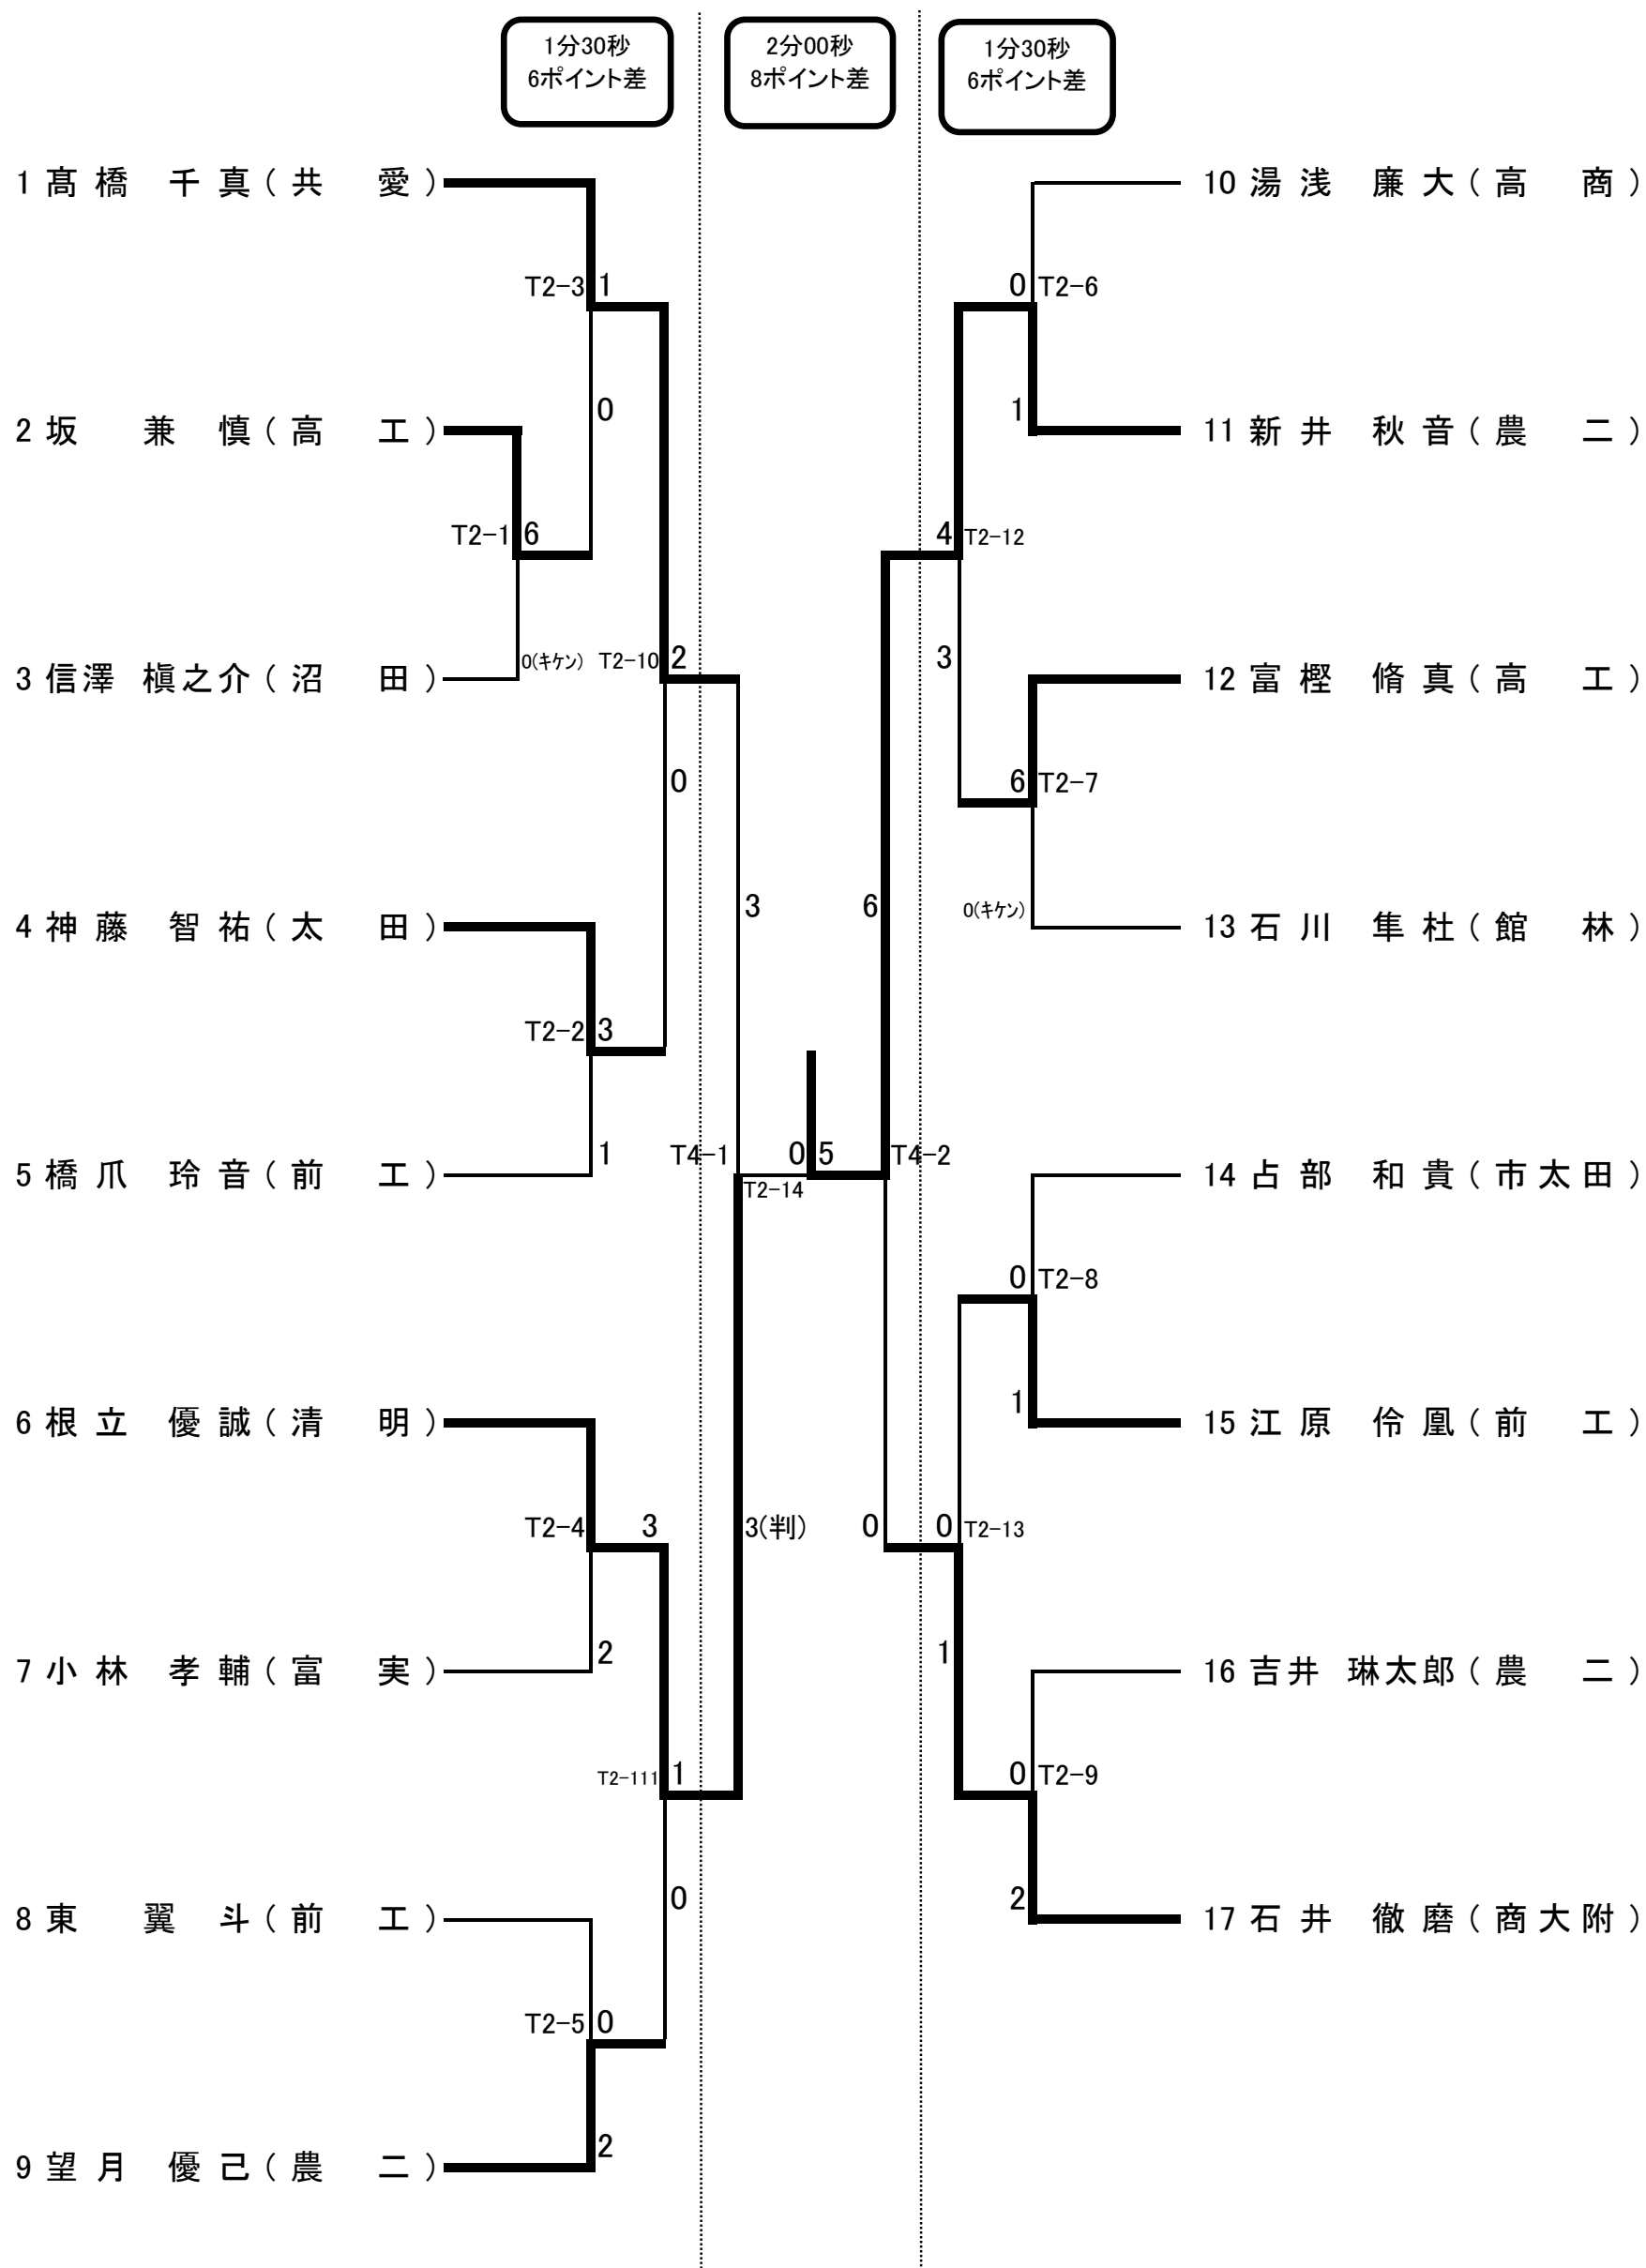 1分30秒
6ポイント差
2分00秒
8ポイント差
1分30秒
6ポイント差
1 髙橋 千真(共 愛)
10 湯浅 廉大(高 商)
T2-3 1
0 T2-6
0
1
2 坂 兼慎(高 工)
11 新井 秋音(農 二)
T2-1 6
4 T2-12
0(キケン)
T2-10 2
3
3 信澤 槇之介(沼 田)
12 富樫 脩真(高 工)
0
6 T2-7
3
6
0(キケン)
4 神藤 智祐(太 田)
13 石川 隼杜(館 林)
T2-2 3
1
T4-1
0 5
T4-2
5 橋爪 玲音(前 工)
T2-14
14 占部 和貴(市太田)
0 T2-8
1
6 根立 優誠(清 明)
15 江原 伶凰(前 工)
T2-4 3
3(判)
0
0 T2-13
2
1
7 小林 孝輔(富 実)
16 吉井 琳太郎(農 二)
T2-111 1
0 T2-9
0
2
8 東 翼斗(前 工)
17 石井 徹磨(商大附)
T2-5 0
2
9 望月 優己(農 二)